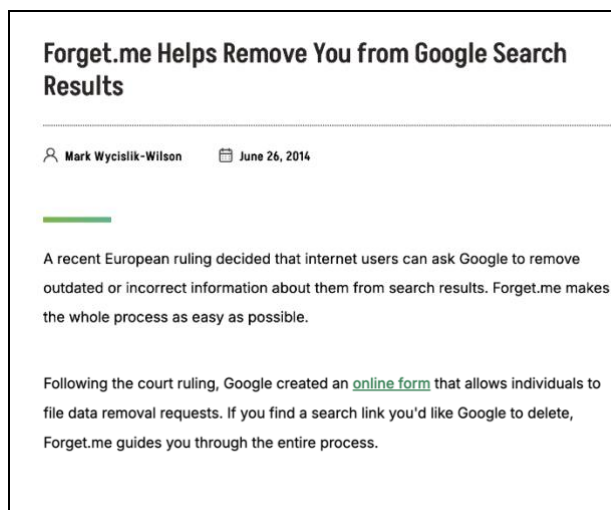 Forget.me Helps Remove You from Google Search
Results
Mark Wycislik-Wilson June 26, 2014
A recent European ruling decided that internet users can ask Google to remove
outdated or incorrect information about them from search results. Forget.me makes
the whole process as easy as possible.
Following the court ruling, Google created an online form that allows individuals to
file data removal requests. If you find a search link you'd like Google to delete,
Forget.me guides you through the entire process.